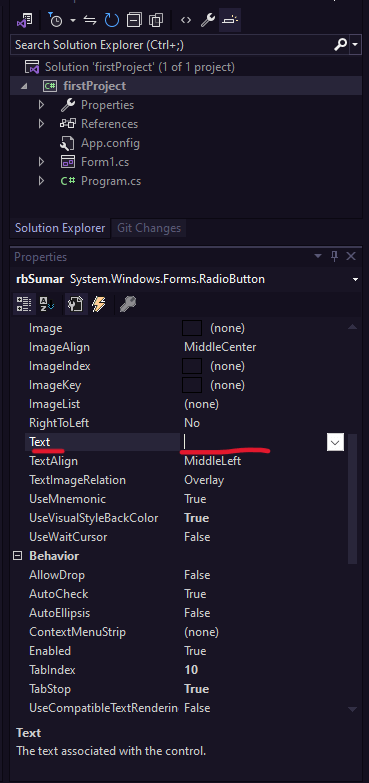 Search Solution Explorer (Ctrl+;)
Solution 'firstProject' (1 of 1 project)
C# firstProject
Properties
References
App.config
Form1.cs
C# Program.cs
Solution Explorer Git Changes
Properties
rbSumar System.Windows.Forms.RadioButton
Image (none)
ImageAlign MiddleCenter
ImageIndex (none)
ImageKey (none)
ImageList (none)
RightToLeft No
Text
TextAlign MiddleLeft
TextImageRelation Overlay
UseMnemonic True
UseVisualStyleBackColor True
UseWaitCursor False
Behavior
AllowDrop False
AutoCheck True
AutoEllipsis False
ContextMenuStrip (none)
Enabled True
TabIndex 10
TabStop True
UseCompatibleTextRenderin False
Text
The text associated with the control.